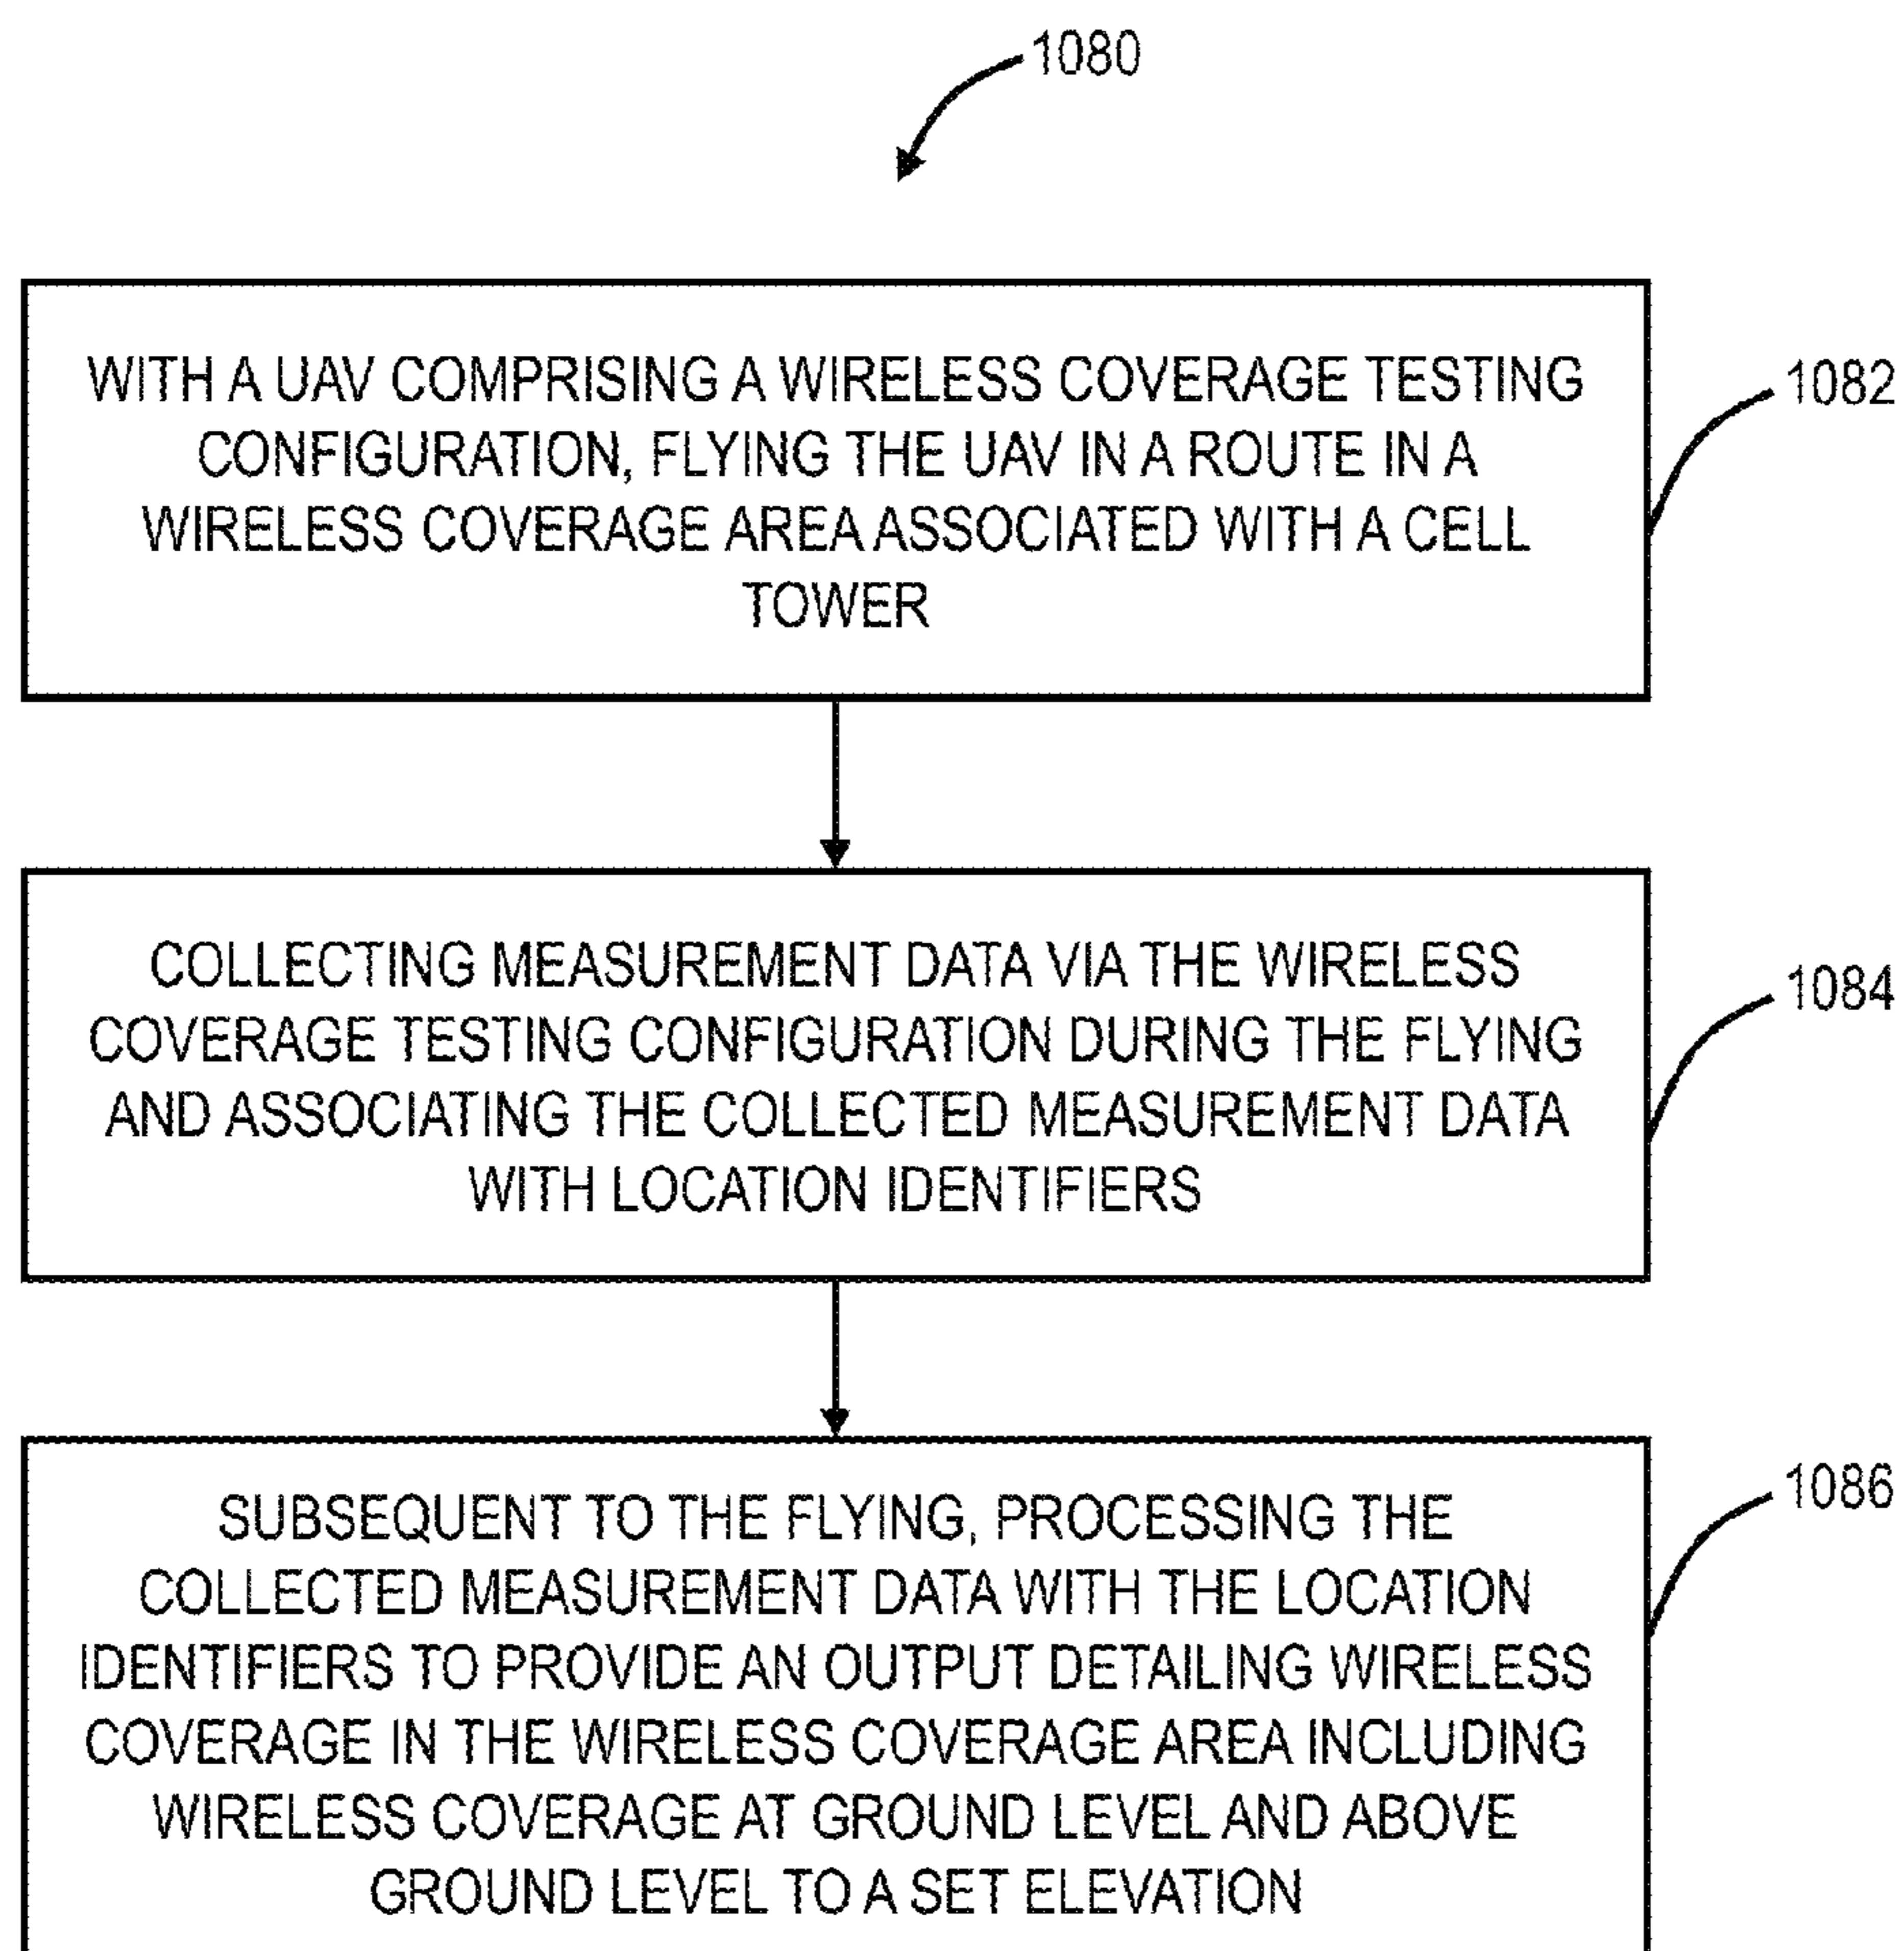 1080
WITH A UAV COMPRISING A WIRELESS COVERAGE TESTING
CONFIGURATION, FLYING THE UAV IN A ROUTE IN A
WIRELESS COVERAGE AREA ASSOCIATED WITH A CELL
TOWER
1082
COLLECTING MEASUREMENT DATA VIA THE WIRELESS
COVERAGE TESTING CONFIGURATION DURING THE FLYING
AND ASSOCIATING THE COLLECTED MEASUREMENT DATA
WITH LOCATION IDENTIFIERS
1084
SUBSEQUENT TO THE FLYING, PROCESSING THE
COLLECTED MEASUREMENT DATA WITH THE LOCATION
IDENTIFIERS TO PROVIDE AN OUTPUT DETAILING WIRELESS
COVERAGE IN THE WIRELESS COVERAGE AREA INCLUDING
WIRELESS COVERAGE AT GROUND LEVEL AND ABOVE
GROUND LEVEL TO A SET ELEVATION
1086